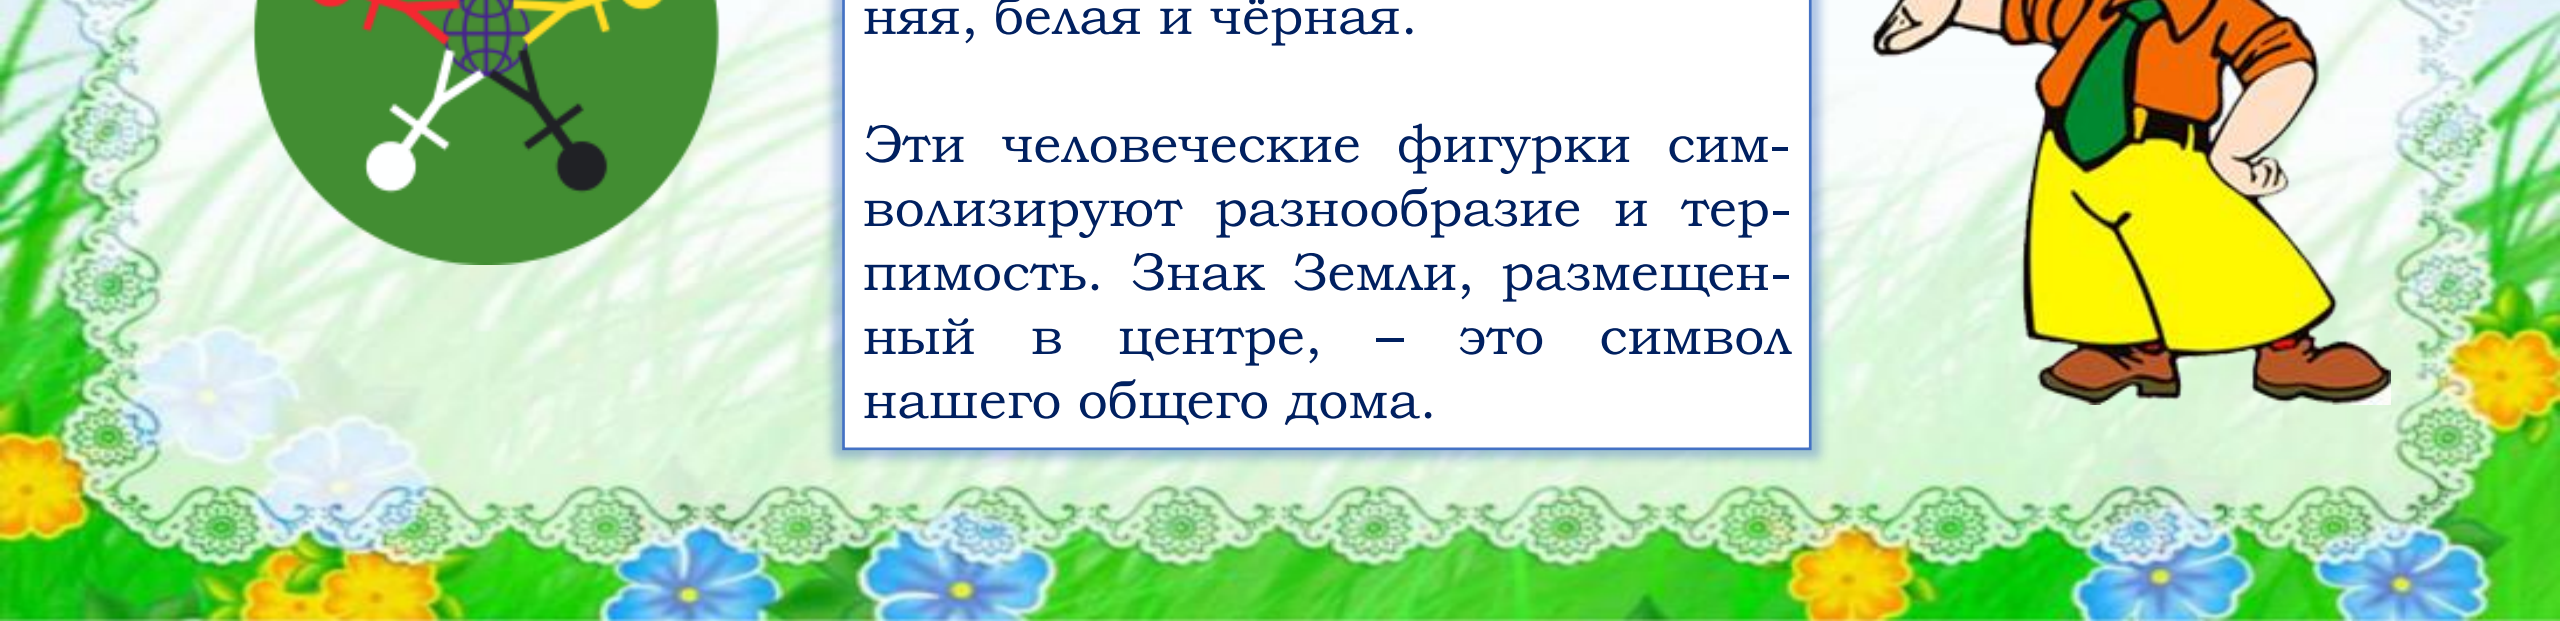 няя, белая и чёрная.
Эти человеческие фигурки сим-
волизируют разнообразие и тер-
пимость. Знак Земли, размещен-
ный в центре, – это символ
нашего общего дома.